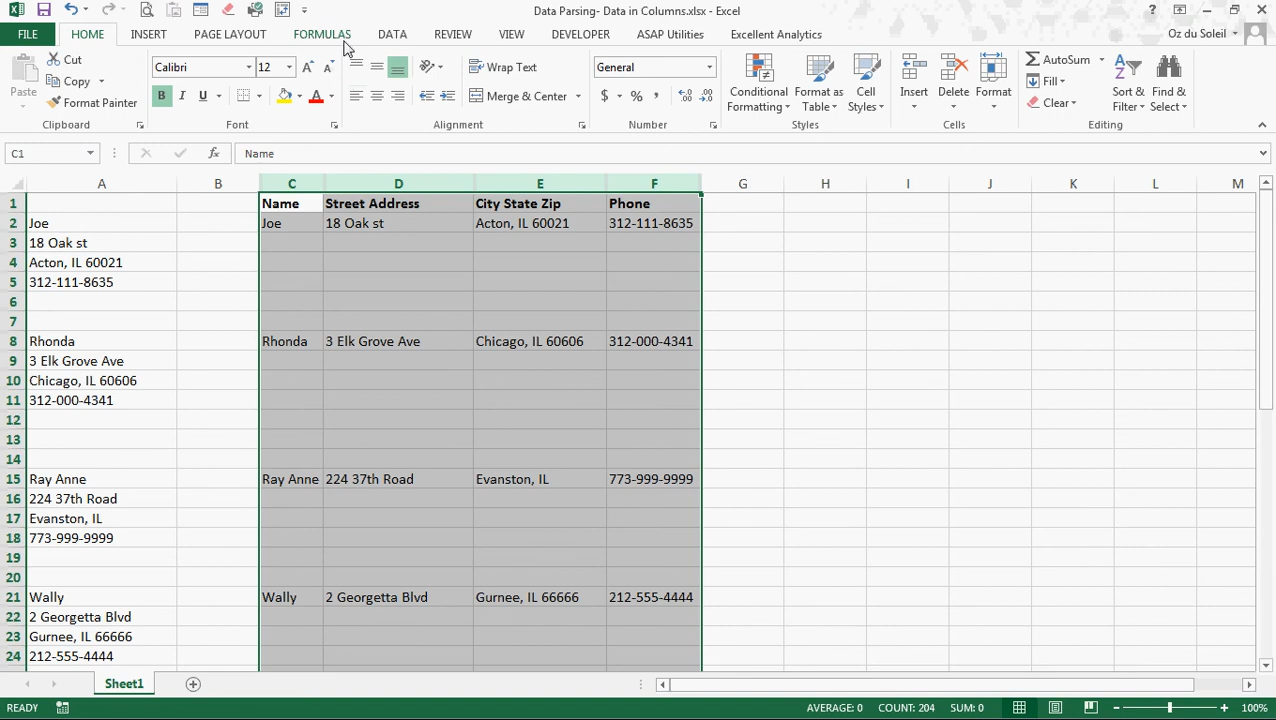 Data Parsing- Data in Columns.xlsx - Excel
FILE HOME INSERT PAGE LAYOUT FORMULAS DATA REVIEW VIEW DEVELOPER ASAP Utilities Excellent Analytics Oz du Soleil
Paste Cut Copy Format Painter Clipboard
Calibri 12 B I U A Font
Wrap Text Merge & Center Alignment
General $ % , Number
Conditional Formatting Format as Table Cell Styles Styles
Insert Delete Format Cells
AutoSum Fill Clear Sort & Filter Find & Select Editing
C1 fx Name
A B C D E F G H I J K L M
1 Name Street Address City State Zip Phone
2 Joe Joe 18 Oak st Acton, IL 60021 312-111-8635
3 18 Oak st
4 Acton, IL 60021
5 312-111-8635
6
7
8 Rhonda Rhonda 3 Elk Grove Ave Chicago, IL 60606 312-000-4341
9 3 Elk Grove Ave
10 Chicago, IL 60606
11 312-000-4341
12
13
14
15 Ray Anne Ray Anne 224 37th Road Evanston, IL 773-999-9999
16 224 37th Road
17 Evanston, IL
18 773-999-9999
19
20
21 Wally Wally 2 Georgetta Blvd Gurnee, IL 66666 212-555-4444
22 2 Georgetta Blvd
23 Gurnee, IL 66666
24 212-555-4444
Sheet1
READY AVERAGE: 0 COUNT: 204 SUM: 0 100%